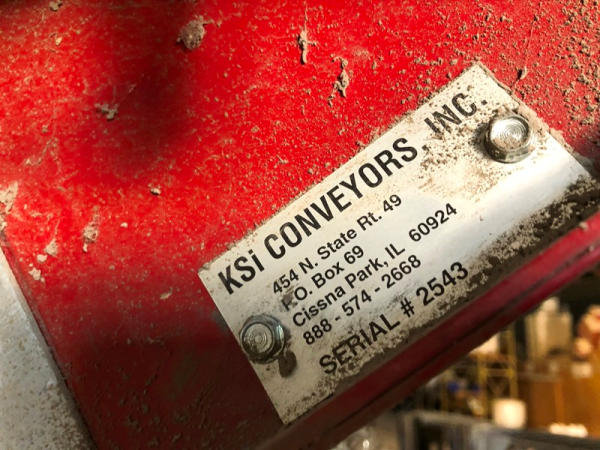 KSi CONVEYORS, INC.
454 N. State Rt. 49
P.O. Box 69
Cissna Park, IL 60924
888 - 574 - 2668
SERIAL # 2543